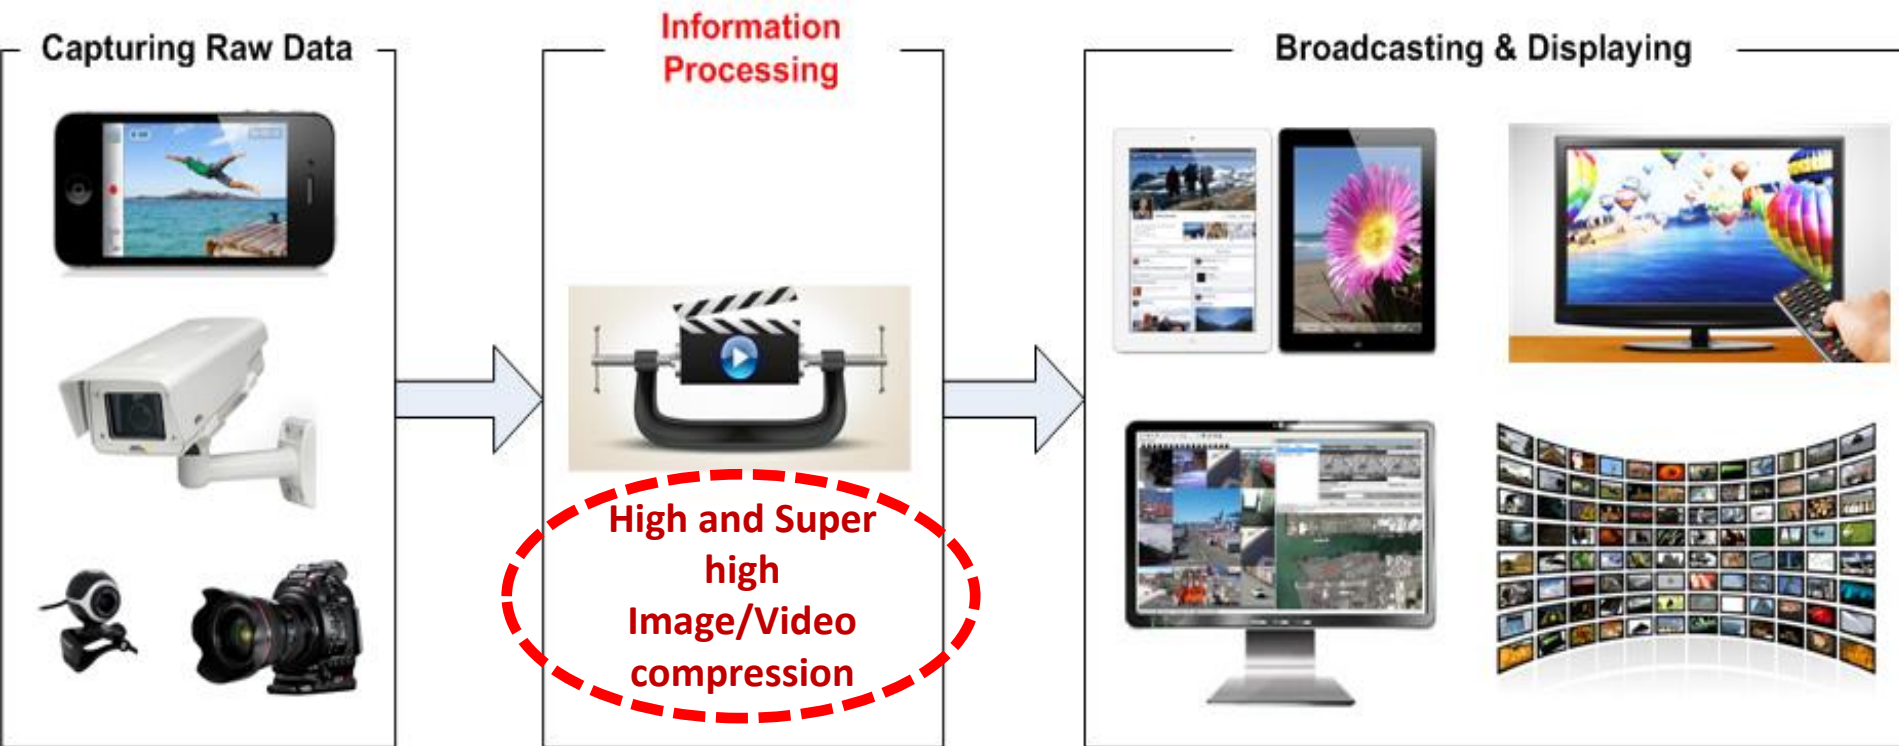 Capturing Raw Data
Information
Processing
Broadcasting & Displaying
High and Super
high
Image/Video
compression